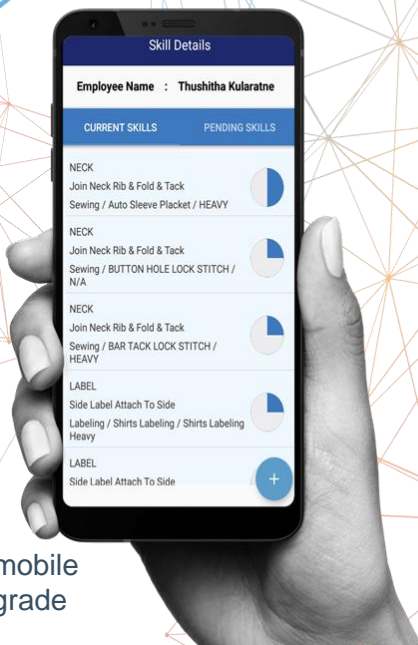 Skill Details
Employee Name : Thushitha Kularatne
CURRENT SKILLS PENDING SKILLS
NECK
Join Neck Rib & Fold & Tack
Sewing / Auto Sleeve Placket / HEAVY
NECK
Join Neck Rib & Fold & Tack
Sewing / BUTTON HOLE LOCK STITCH /
N/A
NECK
Join Neck Rib & Fold & Tack
Sewing / BAR TACK LOCK STITCH /
HEAVY
LABEL
Side Label Attach To Side
Labeling / Shirts Labeling / Shirts Labeling
Heavy
LABEL
Side Label Attach To Side
+
mobile
grade